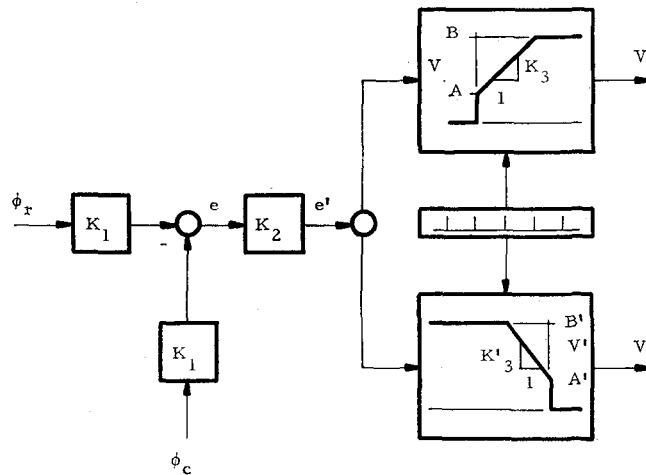 B
V
K3
V
A
1
ϕr
K1
-
e
K2
e'
K1
ϕc
B'
V'
K'3
V
A'
1